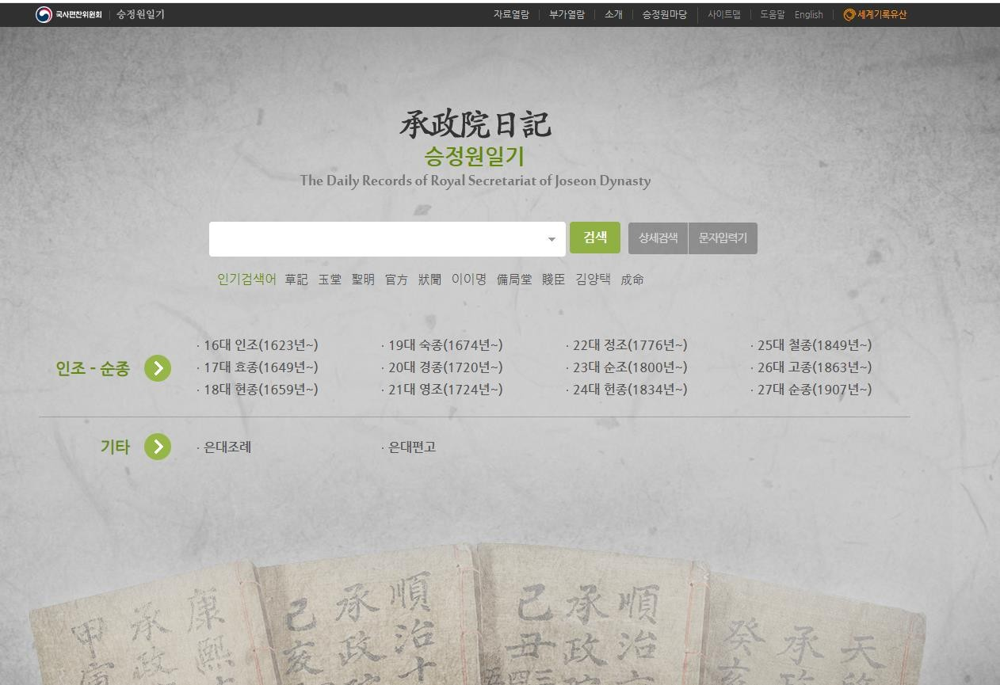 국사편찬위원회 승정원일기 자료열람 부가열람 소개 승정원마당 사이트맵 도움말 English 세계기록유산
承政院日記
승정원일기
The Daily Records of Royal Secretariat of Joseon Dynasty
검색 상세검색 문자입력기
인기검색어 草記 玉堂 聖明 官方 狀聞 이이명 備局堂 賤臣 김양택 成命
인조 - 순종
· 16대 인조(1623년~) · 19대 숙종(1674년~) · 22대 정조(1776년~) · 25대 철종(1849년~)
· 17대 효종(1649년~) · 20대 경종(1720년~) · 23대 순조(1800년~) · 26대 고종(1863년~)
· 18대 현종(1659년~) · 21대 영조(1724년~) · 24대 헌종(1834년~) · 27대 순종(1907년~)
기타 · 은대조례 · 은대편고
康熙
承政
甲寅
順治十
承政院
己亥
順治六
承政院
己丑
三四五
天啓
承政
癸亥